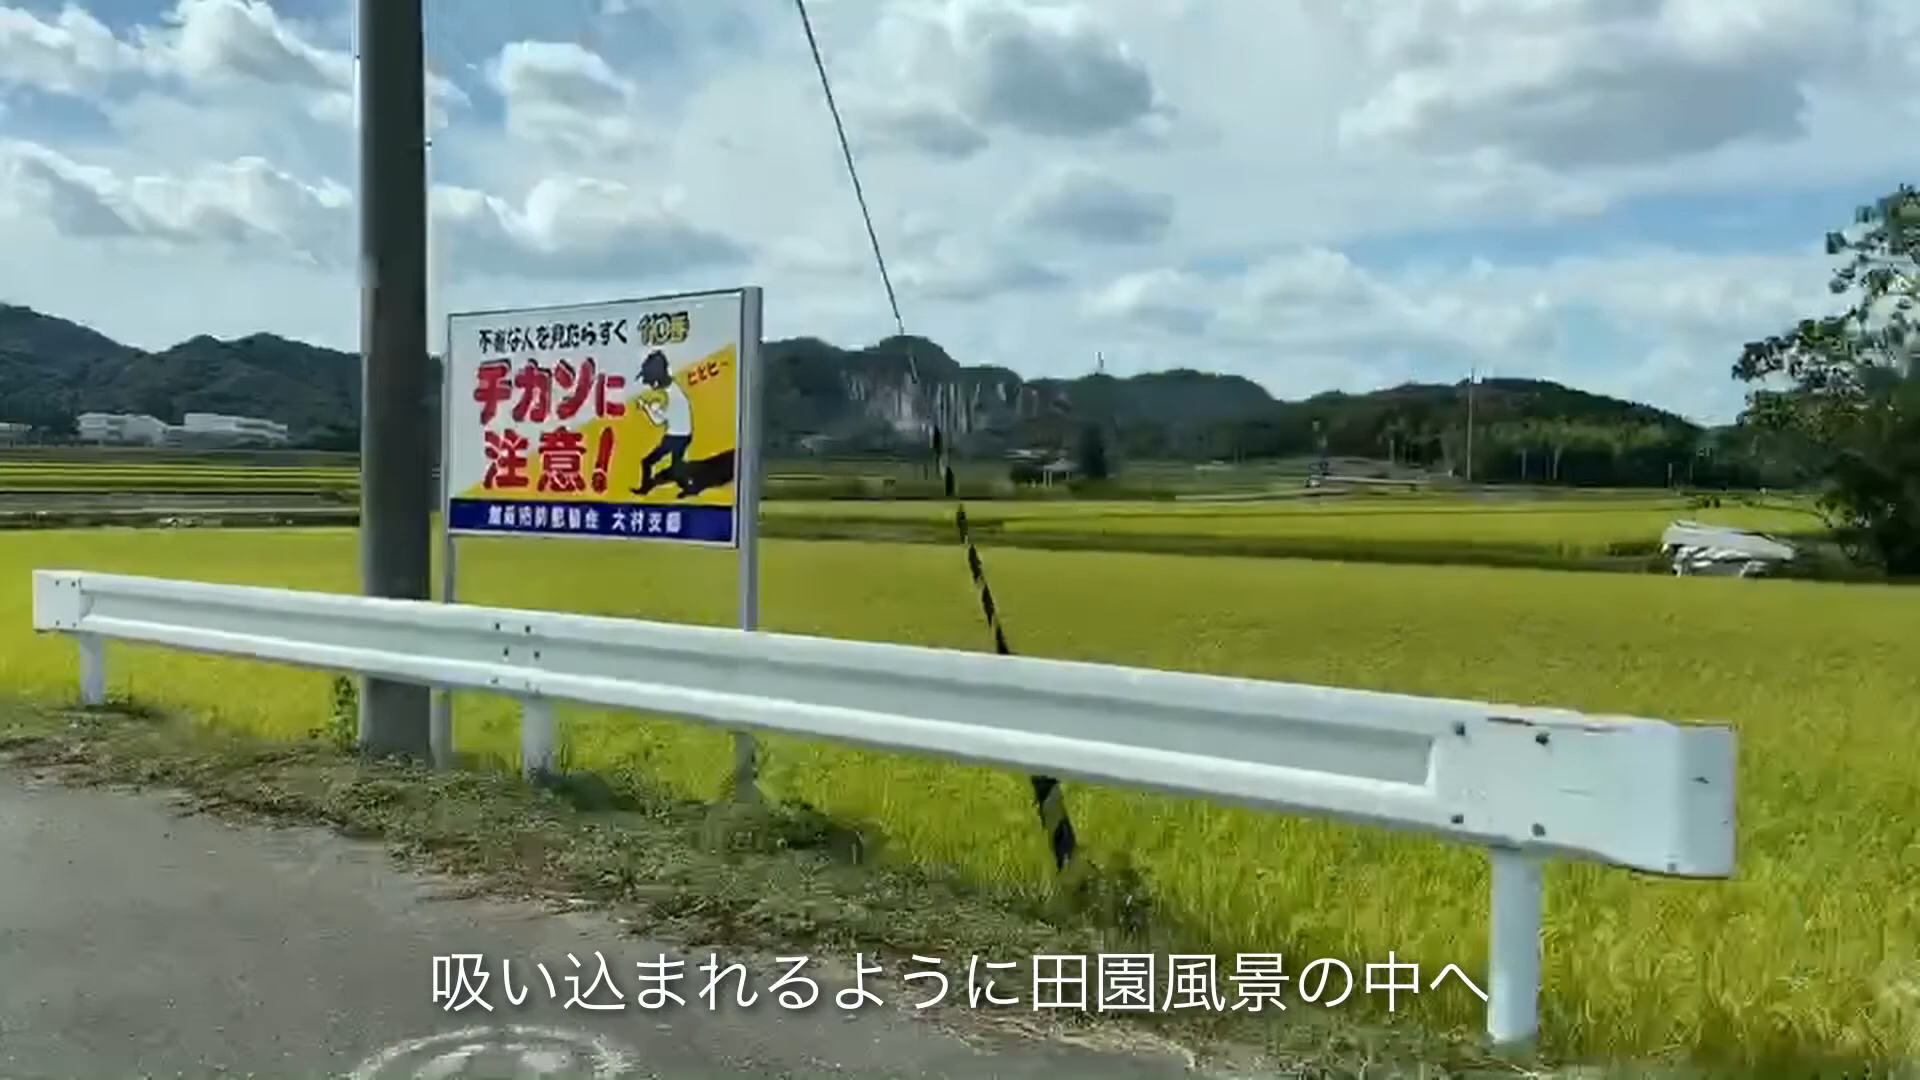 不審な人を見たらすぐ 110番
チカンに
注意!
ヒヒヒ〜
大村支部
吸い込まれるように田園風景の中へ